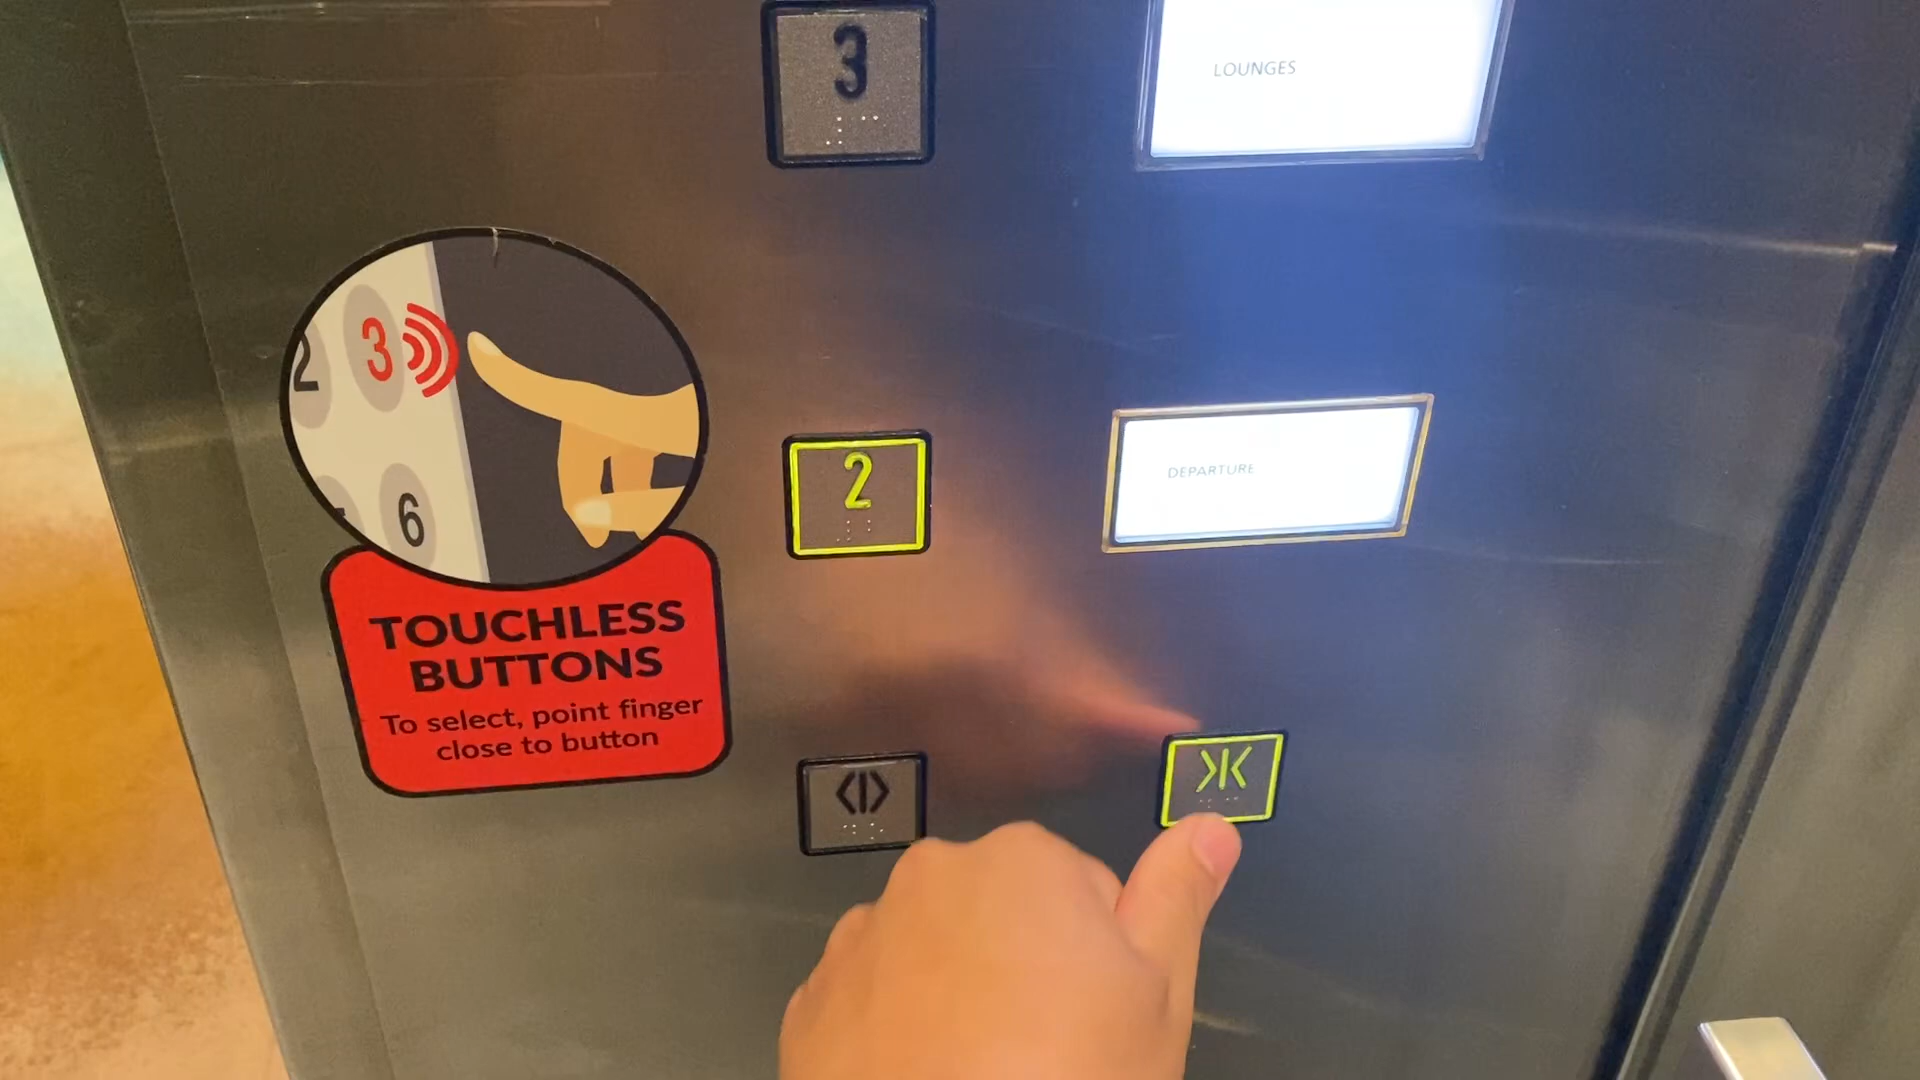 3
LOUNGES
2 3
6
2
DEPARTURE
TOUCHLESS
BUTTONS
To select, point finger
close to button